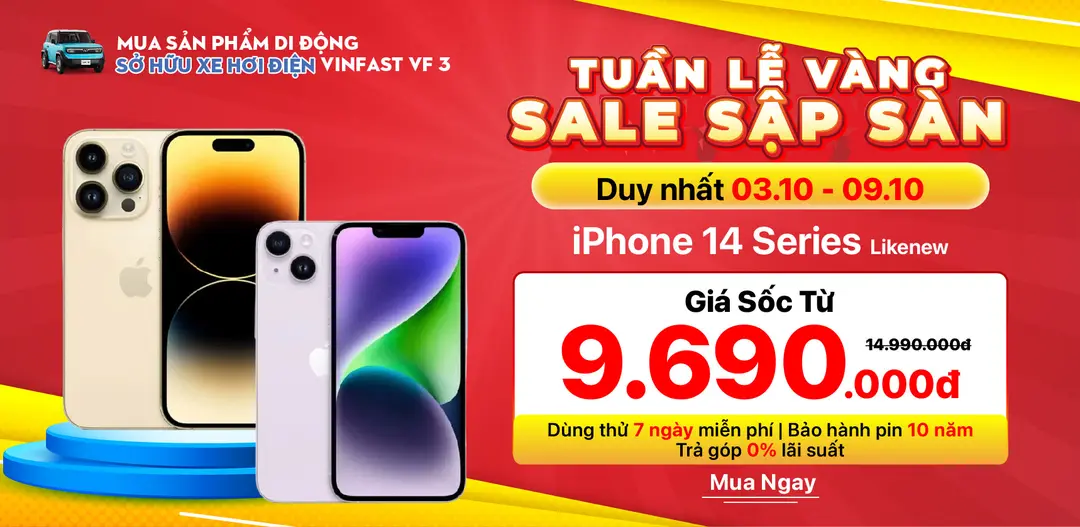 MUA SẢN PHẨM DI ĐỘNG
SỞ HỮU XE HƠI ĐIỆN VINFAST VF 3
TUẦN LỄ VÀNG
SALE SẬP SÀN
Duy nhất 03.10 - 09.10
iPhone 14 Series Likenew
Giá Sốc Từ
14.990.000đ
9.690.000đ
Dùng thử 7 ngày miễn phí | Bảo hành pin 10 năm
Trả góp 0% lãi suất
Mua Ngay